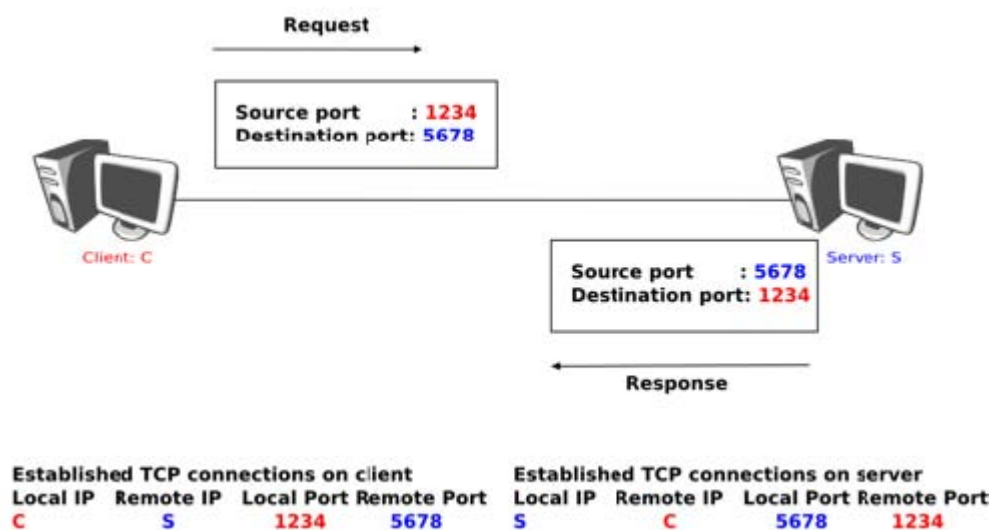 Request
Source port : 1234
Destination port: 5678
Client: C
Server: S
Source port : 5678
Destination port: 1234
Response
Established TCP connections on client
Local IP Remote IP Local Port Remote Port
C S 1234 5678
Established TCP connections on server
Local IP Remote IP Local Port Remote Port
S C 5678 1234